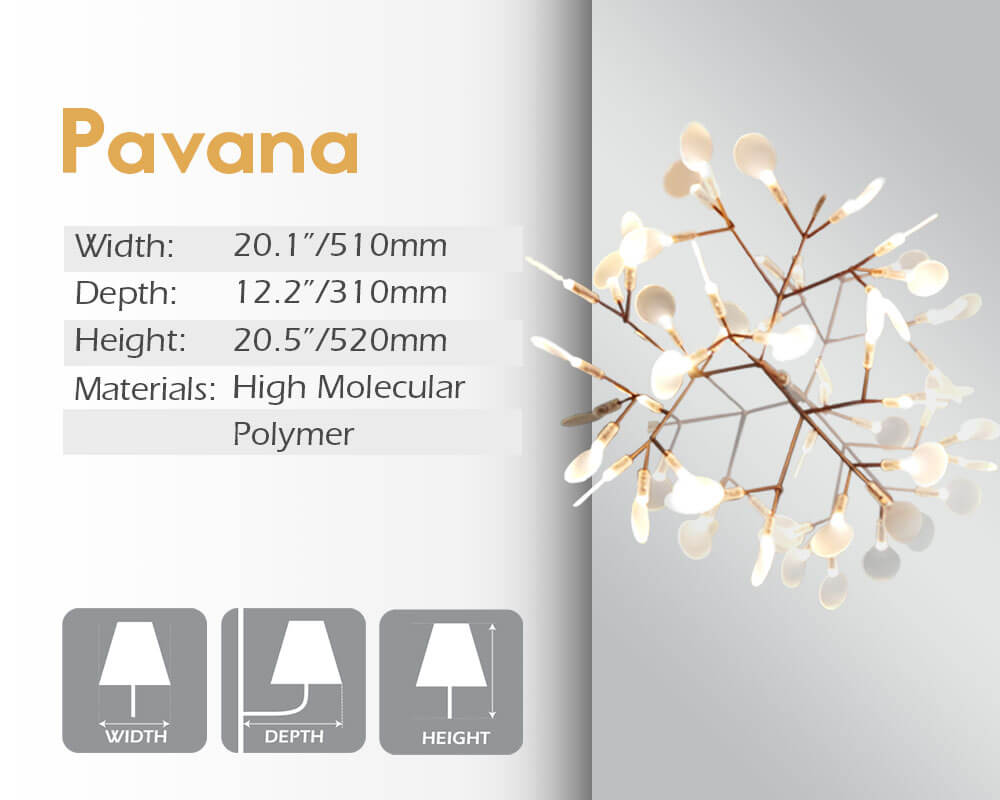 Pavana
Width: 20.1"/510mm
Depth: 12.2"/310mm
Height: 20.5"/520mm
Materials: High Molecular
Polymer
WIDTH
DEPTH
HEIGHT